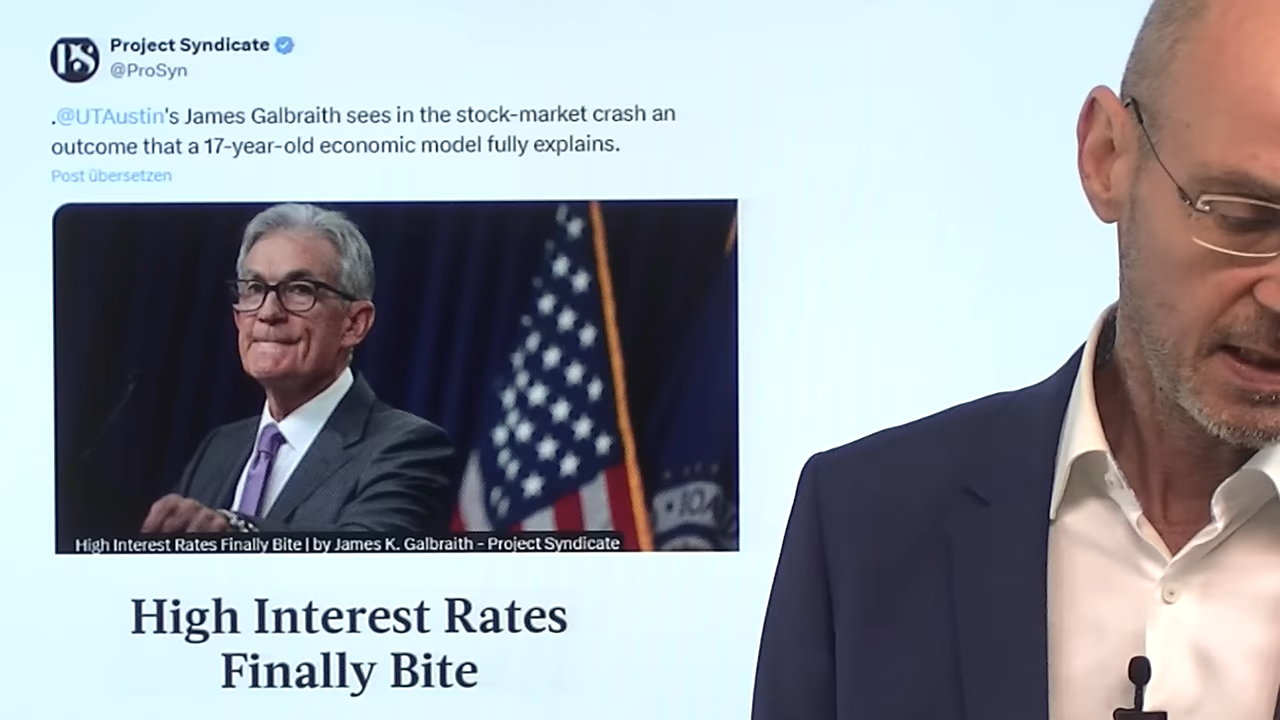 PS
Project Syndicate
@ProSyn
.@UTAustin's James Galbraith sees in the stock-market crash an
outcome that a 17-year-old economic model fully explains.
Post übersetzen
High Interest Rates Finally Bite | by James K. Galbraith - Project Syndicate
High Interest Rates
Finally Bite